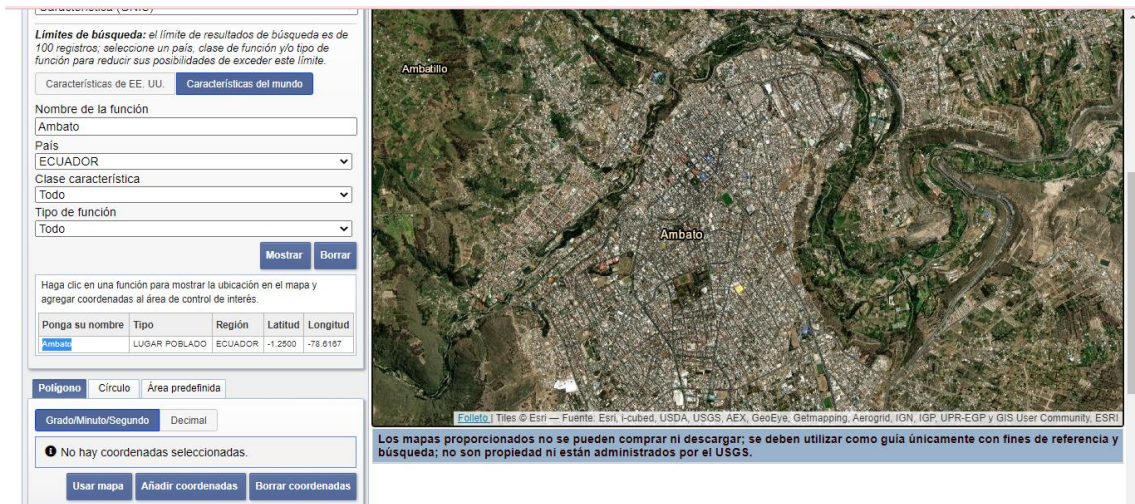 Característica (GNIS)
Límites de búsqueda: el límite de resultados de búsqueda es de
100 registros; seleccione un país, clase de función y/o tipo de
función para reducir sus posibilidades de exceder este límite.
Características de EE. UU. Características del mundo
Nombre de la función
Ambato
País
ECUADOR
Clase característica
Todo
Tipo de función
Todo
Mostrar Borrar
Haga clic en una función para mostrar la ubicación en el mapa y
agregar coordenadas al área de control de interés.
Ponga su nombre Tipo Región Latitud Longitud
Ambato LUGAR POBLADO ECUADOR -1.2500 -78.6167
Polígono Círculo Área predefinida
Grado/Minuto/Segundo Decimal
No hay coordenadas seleccionadas.
Usar mapa Añadir coordenadas Borrar coordenadas
Ambatillo
Ambato
Folleto | Tiles © Esri — Fuente: Esri, i-cubed, USDA, USGS, AEX, GeoEye, Getmapping, Aerogrid, IGN, IGP, UPR-EGP y GIS User Community, ESRI
Los mapas proporcionados no se pueden comprar ni descargar; se deben utilizar como guía únicamente con fines de referencia y
búsqueda; no son propiedad ni están administrados por el USGS.